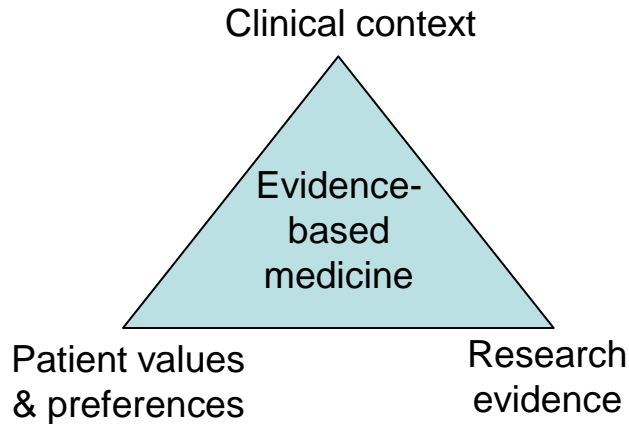 Clinical context
Evidence-
based
medicine
Patient values
& preferences
Research
evidence